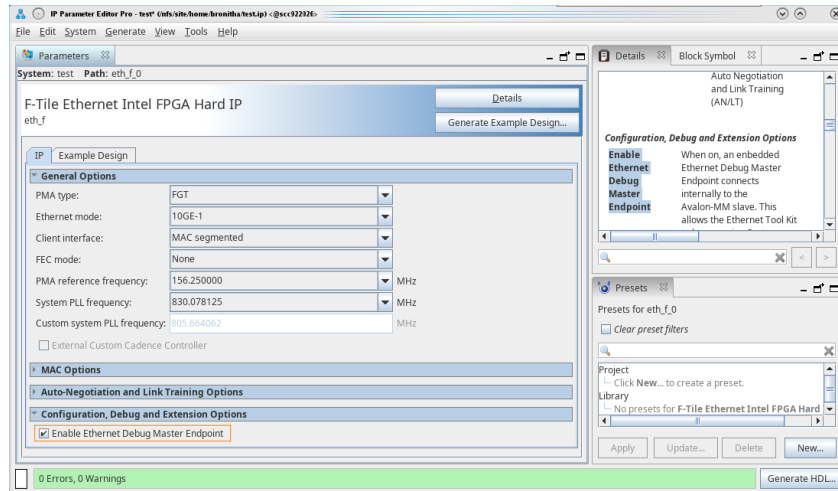 IP Parameter Editor Pro - test* (/nfs/site/home/bronitha/test.ip) <@scc922026>
File Edit System Generate View Tools Help
Parameters
System: test Path: eth_f_0
F-Tile Ethernet Intel FPGA Hard IP
eth_f
Details
Generate Example Design...
IP
Example Design
General Options
PMA type: FGT
Ethernet mode: 10GE-1
Client interface: MAC segmented
FEC mode: None
PMA reference frequency: 156.250000 MHz
System PLL frequency: 830.078125 MHz
Custom system PLL frequency: 805.664062 MHz
External Custom Cadence Controller
MAC Options
Auto-Negotiation and Link Training Options
Configuration, Debug and Extension Options
Enable Ethernet Debug Master Endpoint
0 Errors, 0 Warnings
Details
Block Symbol
Auto Negotiation
and Link Training
(AN/LT)
Configuration, Debug and Extension Options
Enable When on, an enbedded
Ethernet Ethernet Debug Master
Debug Endpoint connects
Master internally to the
Endpoint Avalon-MM slave. This
allows the Ethernet Tool Kit
Presets
Presets for eth_f_0
Clear preset filters
Project
Click New... to create a preset.
Library
No presets for F-Tile Ethernet Intel FPGA Hard
Apply
Update...
Delete
New...
Generate HDL...